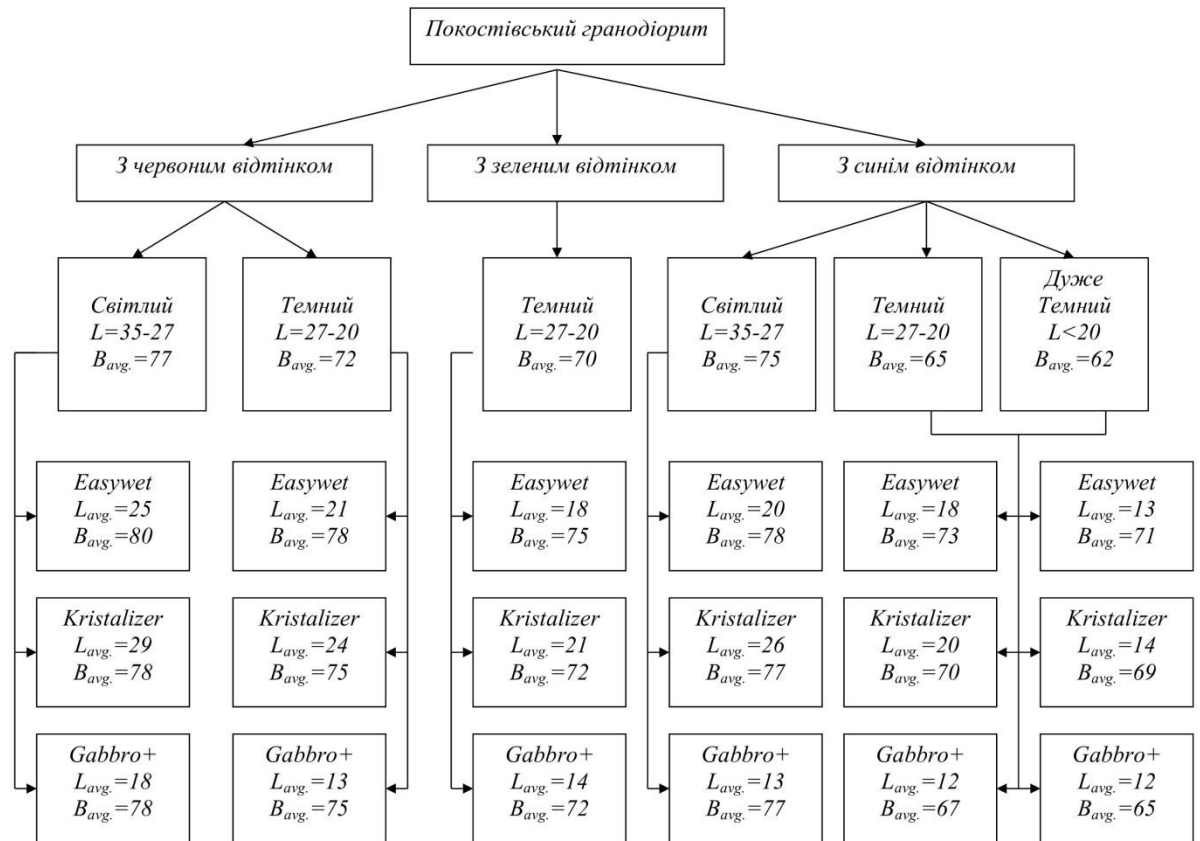 Покостівський гранодіорит
З червоним відтінком
З зеленим відтінком
З синім відтінком
Світлий
L=35-27
Bavg.=77
Темний
L=27-20
Bavg.=72
Темний
L=27-20
Bavg.=70
Світлий
L=35-27
Bavg.=75
Темний
L=27-20
Bavg.=65
Дуже
Темний
L<20
Bavg.=62
Easywet
Lavg.=25
Bavg.=80
Easywet
Lavg.=21
Bavg.=78
Easywet
Lavg.=18
Bavg.=75
Easywet
Lavg.=20
Bavg.=78
Easywet
Lavg.=18
Bavg.=73
Easywet
Lavg.=13
Bavg.=71
Kristalizer
Lavg.=29
Bavg.=78
Kristalizer
Lavg.=24
Bavg.=75
Kristalizer
Lavg.=21
Bavg.=72
Kristalizer
Lavg.=26
Bavg.=77
Kristalizer
Lavg.=20
Bavg.=70
Kristalizer
Lavg.=14
Bavg.=69
Gabbro+
Lavg.=18
Bavg.=78
Gabbro+
Lavg.=13
Bavg.=75
Gabbro+
Lavg.=14
Bavg.=72
Gabbro+
Lavg.=13
Bavg.=77
Gabbro+
Lavg.=12
Bavg.=67
Gabbro+
Lavg.=12
Bavg.=65